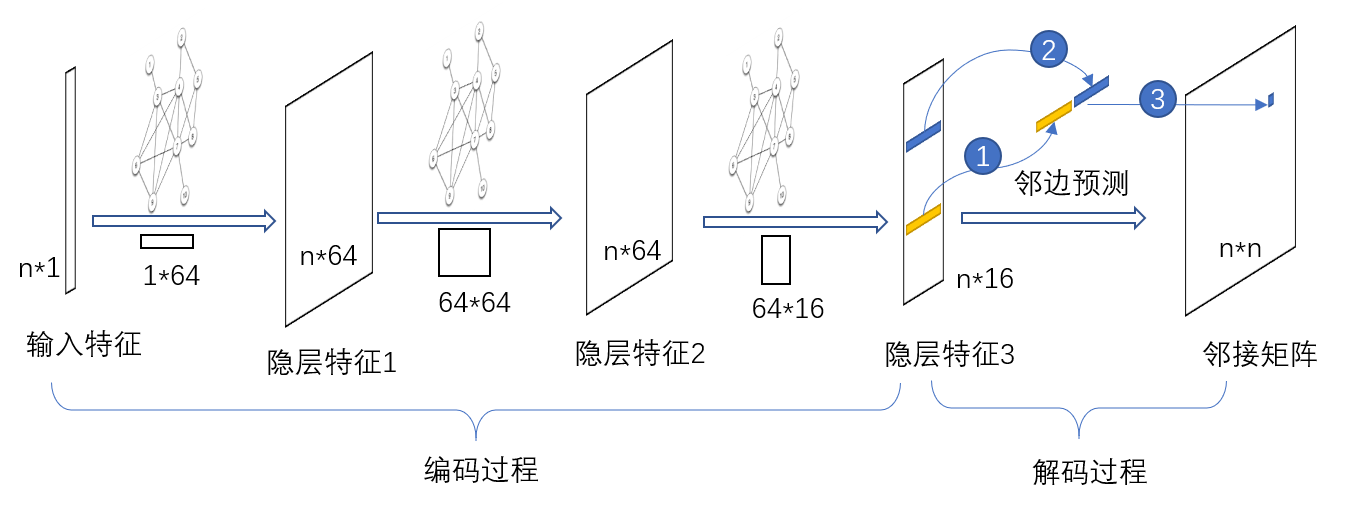 n*1
输入特征
1*64
n*64
隐层特征1
64*64
n*64
隐层特征2
64*16
n*16
隐层特征3
1
2
3
邻边预测
n*n
邻接矩阵
编码过程
解码过程